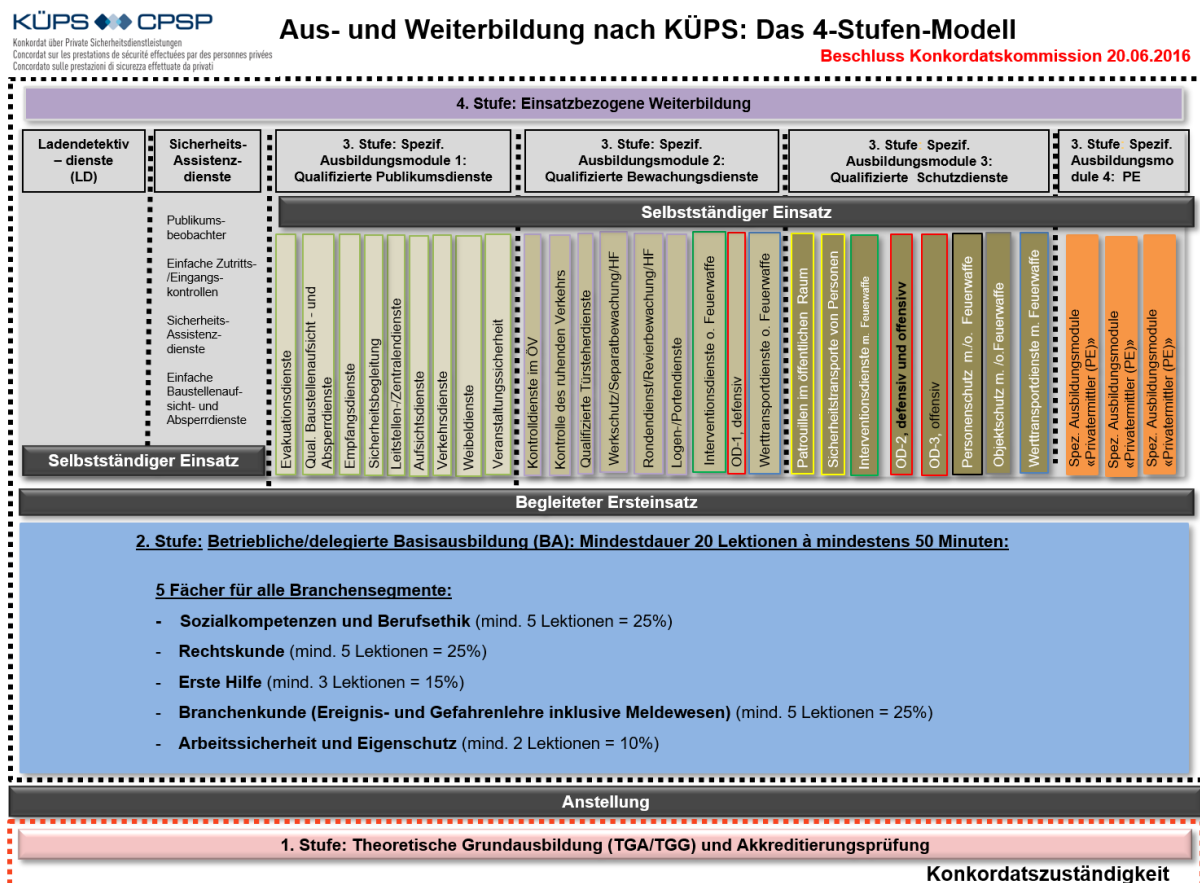 KÜPS CPSP
Konkordat über Private Sicherheitsdienstleistungen
Concordat sur les prestations de sécurité effectuées par des personnes privées
Concordato sulle prestazioni di sicurezza effettuate da privati
Aus- und Weiterbildung nach KÜPS: Das 4-Stufen-Modell
Beschluss Konkordatskommission 20.06.2016
4. Stufe: Einsatzbezogene Weiterbildung
Ladendetektiv
– dienste
(LD)
Sicherheits-
Assistenz-
dienste
3. Stufe: Spezif.
Ausbildungsmodule 1:
Qualifizierte Publikumsdienste
3. Stufe: Spezif.
Ausbildungsmodule 2:
Qualifizierte Bewachungsdienste
3. Stufe Spezif.
Ausbildungsmodule 3:
Qualifizierte Schutzdienste
3. Stufe Spezif.
Ausbildungsmo
dule 4: PE
Selbstständiger Einsatz
Publikums-
beobachter
Einfache Zutritts-
/Eingangs-
kontrollen
Sicherheits-
Assistenz-
dienste
Einfache
Baustellenauf-
sicht- und
Absperrdienste
Selbstständiger Einsatz
Evakuationsdienste
Qual. Baustellenaufsicht - und
Absperrdienste
Empfangsdienste
Sicherheitsbegleitung
Leitstellen-/Zentralendienste
Aufsichtsdienste
Verkehrsdienste
Weibeldienste
Veranstaltungssicherheit
Kontrolldienste im ÖV
Kontrolle des ruhenden Verkehrs
Qualifizierte Türsteherdienste
Werkschutz/Separatbewachung/HF
Rondendienst/Revierbewachung/HF
Logen-/Portendienste
Interventionsdienste o. Feuerwaffe
OD-1, defensiv
Werttransportdienste o. Feuerwaffe
Patrouillen im öffentlichen Raum
Sicherheitstransporte von Personen
Interventionsdienste m. Feuerwaffe
OD-2, defensiv und offensivv
OD-3, offensiv
Personenschutz m./o. Feuerwaffe
Objektschutz m. /o.Feuerwaffe
Werttransportdienste m. Feuerwaffe
Spez. Ausbildungsmodule
«Privatermittler (PE)»
Spez. Ausbildungsmodule
«Privatermittler (PE)»
Spez. Ausbildungsmodule
«Privatermittler (PE)»
Begleiteter Ersteinsatz
2. Stufe: Betriebliche/delegierte Basisausbildung (BA): Mindestdauer 20 Lektionen à mindestens 50 Minuten:
5 Fächer für alle Branchensegmente:
- Sozialkompetenzen und Berufsethik (mind. 5 Lektionen = 25%)
- Rechtskunde (mind. 5 Lektionen = 25%)
- Erste Hilfe (mind. 3 Lektionen = 15%)
- Branchenkunde (Ereignis- und Gefahrenlehre inklusive Meldewesen) (mind. 5 Lektionen = 25%)
- Arbeitssicherheit und Eigenschutz (mind. 2 Lektionen = 10%)
Anstellung
1. Stufe: Theoretische Grundausbildung (TGA/TGG) und Akkreditierungsprüfung
Konkordatszuständigkeit